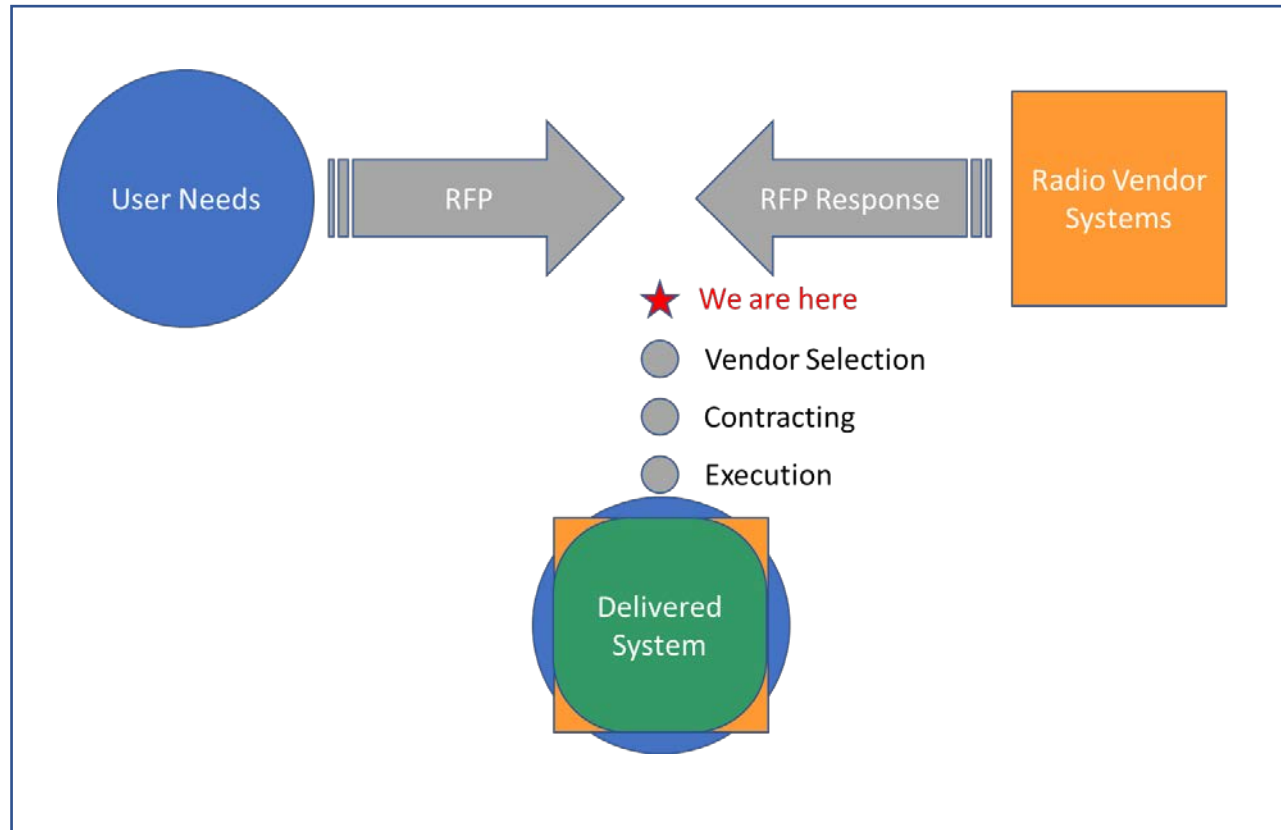 User Needs
RFP
RFP Response
Radio Vendor
Systems
We are here
Vendor Selection
Contracting
Execution
Delivered
System